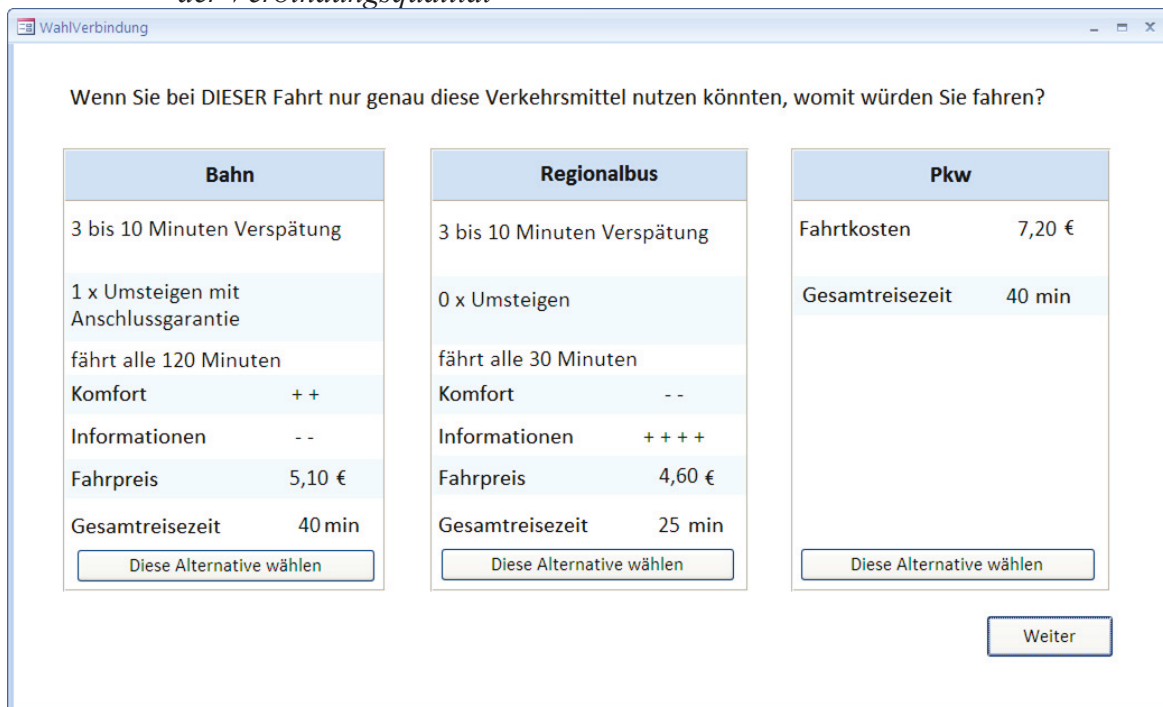 der Verbindungsqualität
WahlVerbindung
Wenn Sie bei DIESER Fahrt nur genau diese Verkehrsmittel nutzen könnten, womit würden Sie fahren?
Bahn
3 bis 10 Minuten Verspätung
1 x Umsteigen mit
Anschlussgarantie
fährt alle 120 Minuten
Komfort + +
Informationen - -
Fahrpreis 5,10 €
Gesamtreisezeit 40 min
Diese Alternative wählen
Regionalbus
3 bis 10 Minuten Verspätung
0 x Umsteigen
fährt alle 30 Minuten
Komfort - -
Informationen + + + +
Fahrpreis 4,60 €
Gesamtreisezeit 25 min
Diese Alternative wählen
Pkw
Fahrtkosten 7,20 €
Gesamtreisezeit 40 min
Diese Alternative wählen
Weiter